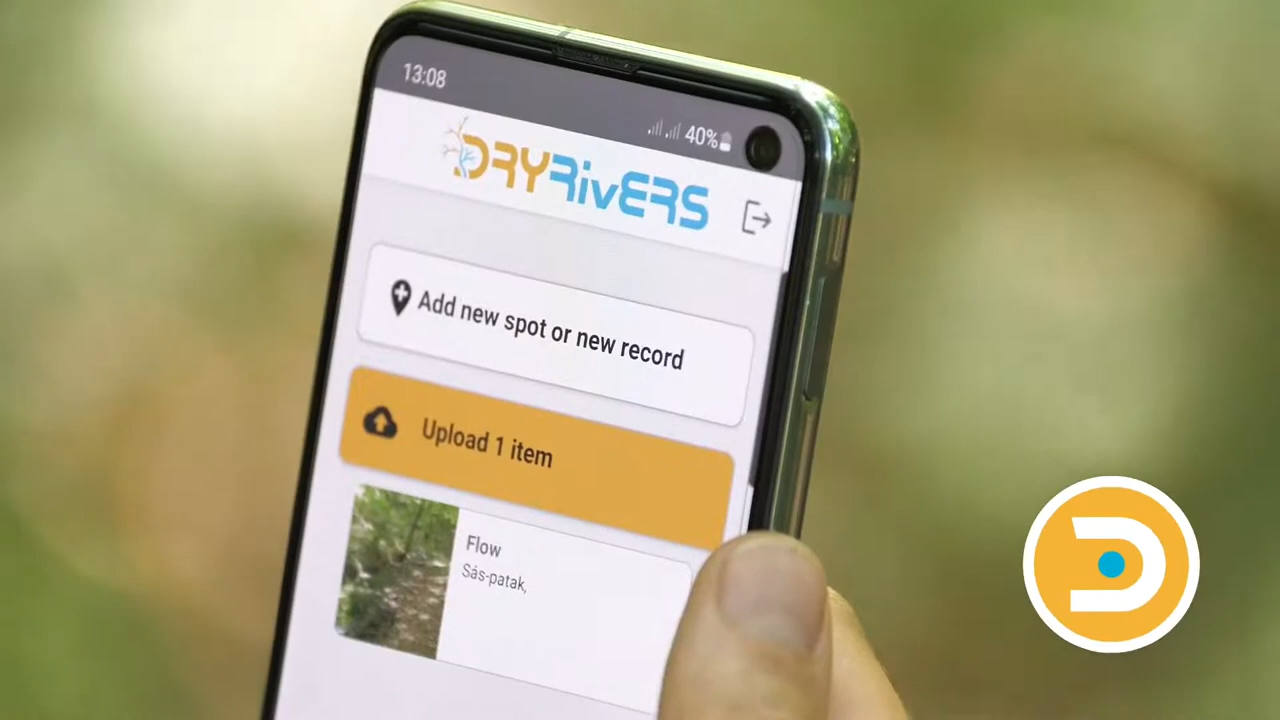 13:08
40%
DRYRivERS
Add new spot or new record
Upload 1 item
Flow
Sás-patak,